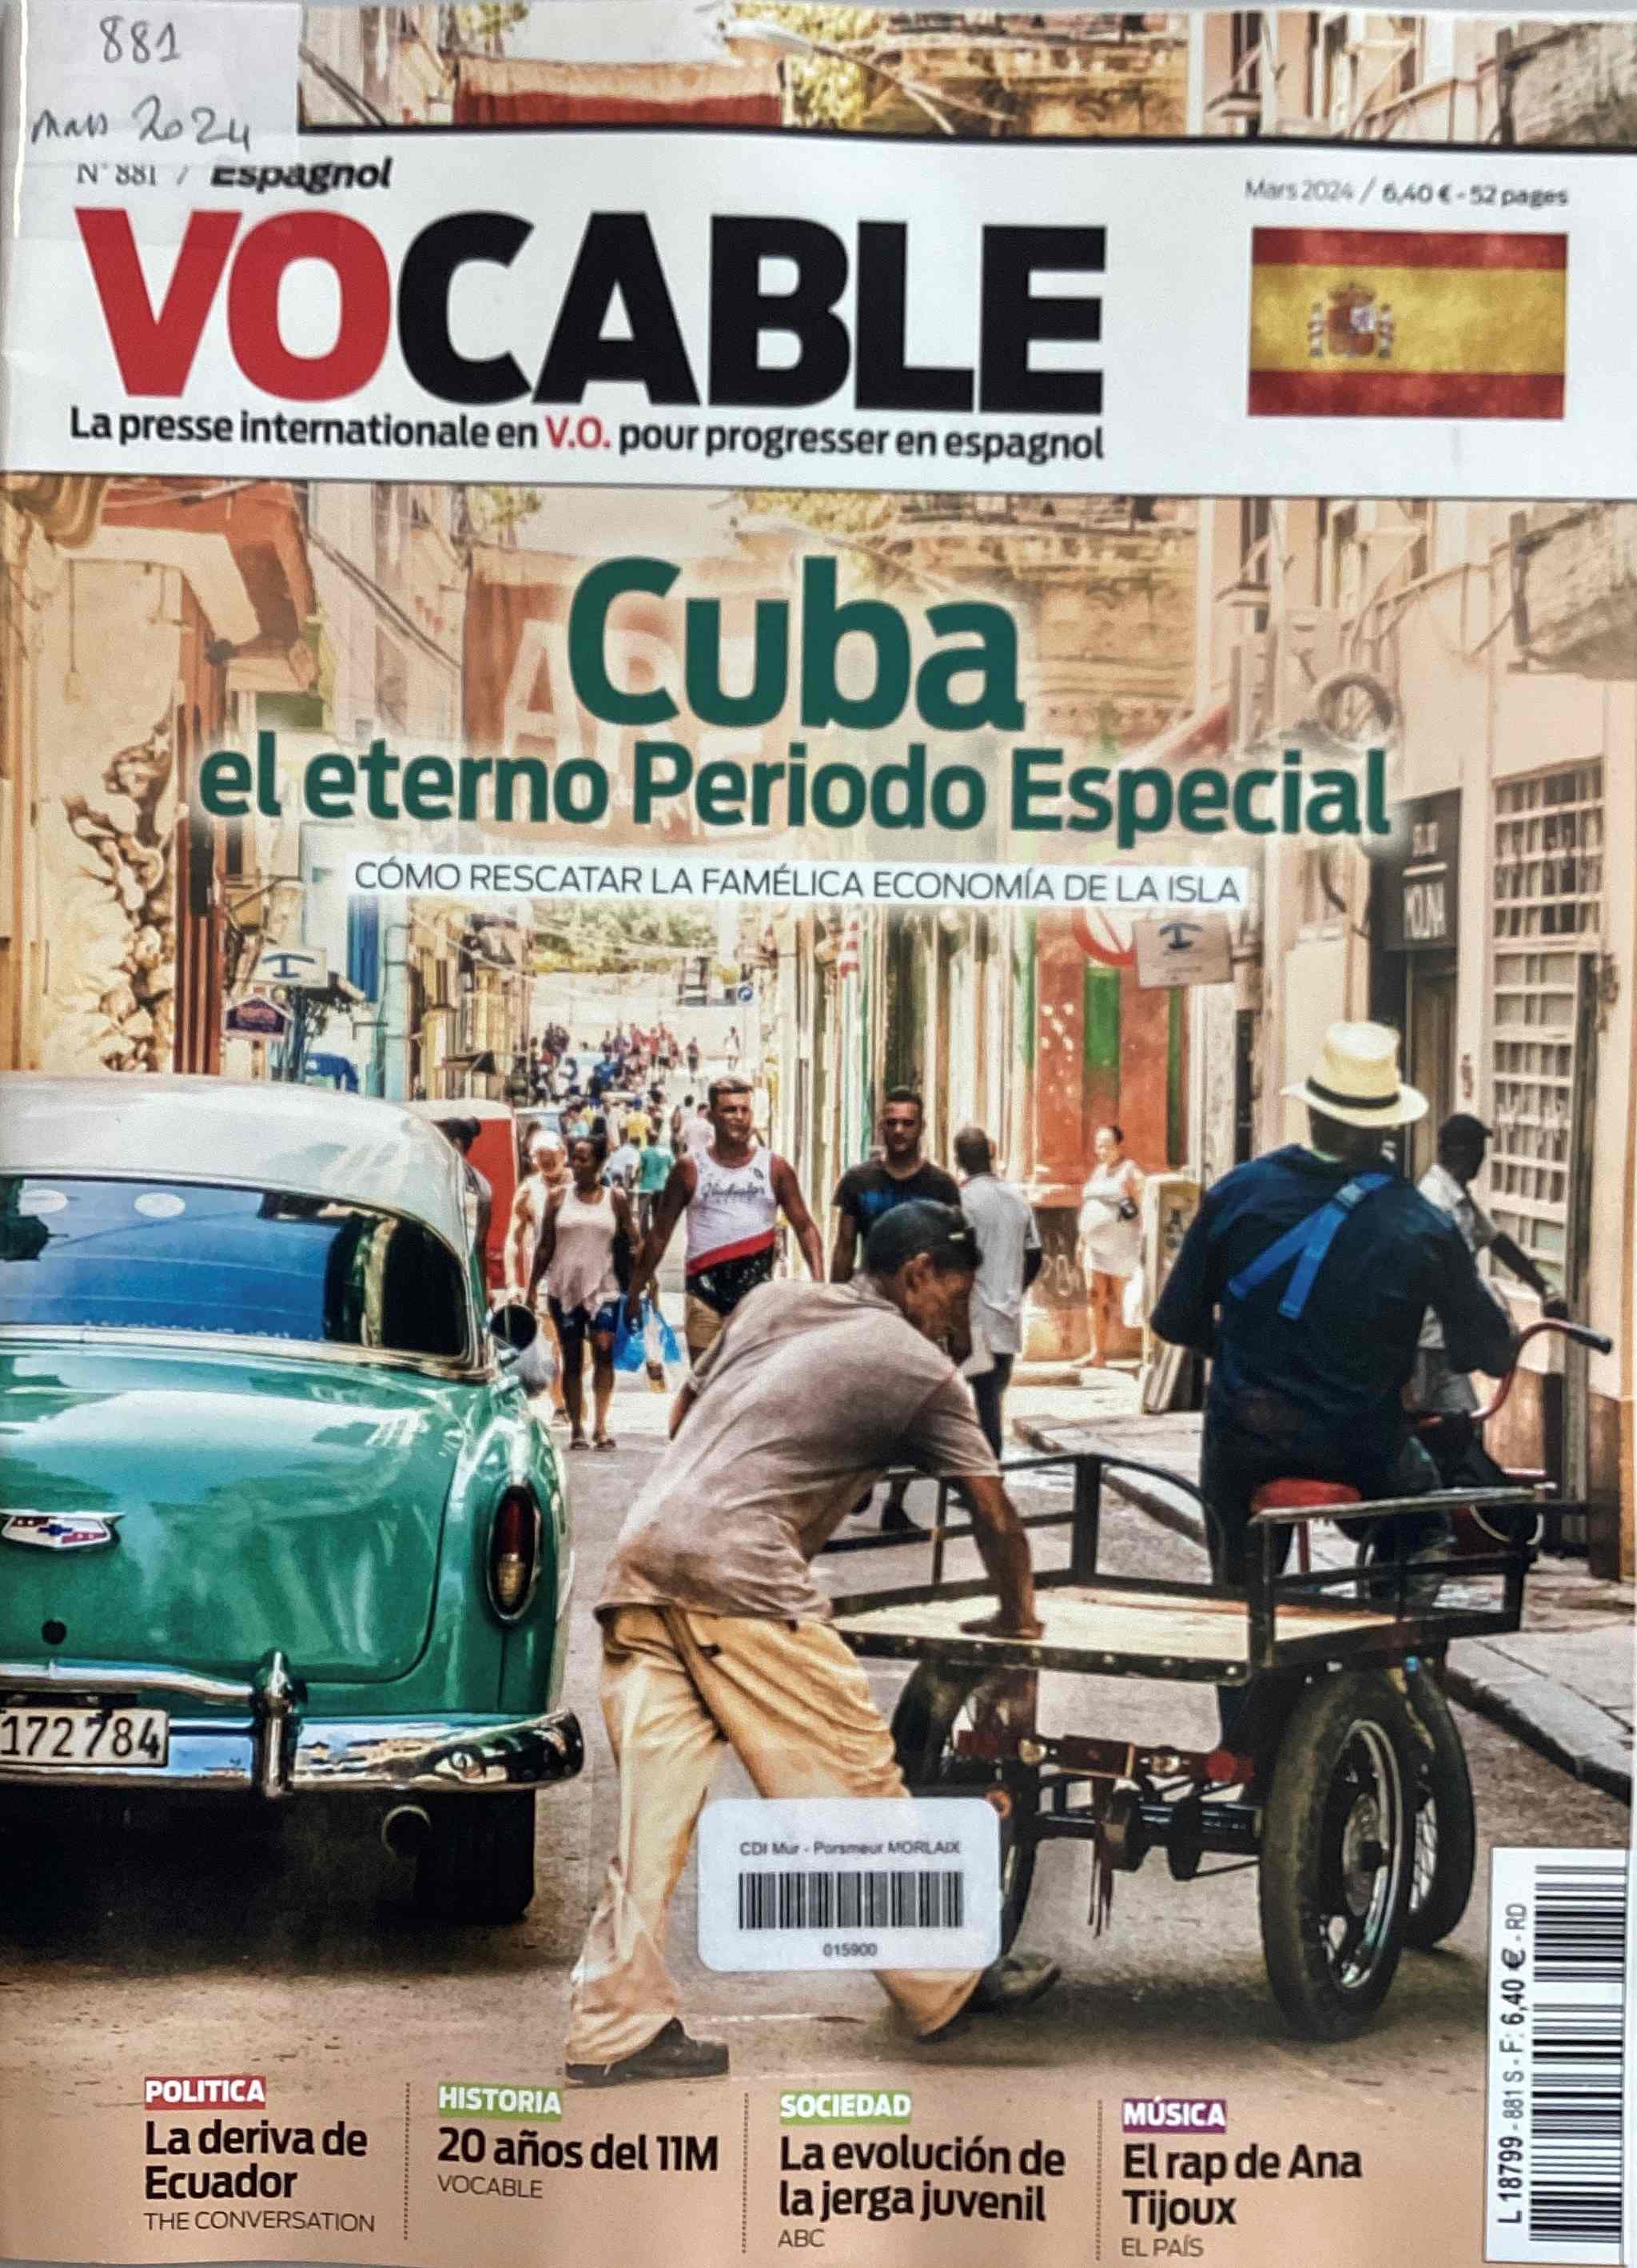 881
Mars 2024
N° 881 / Espagnol
Mars 2024 / 6,40 € - 52 pages
VOCABLE
La presse internationale en V.O. pour progresser en espagnol
Cuba
el eterno Periodo Especial
CÓMO RESCATAR LA FAMÉLICA ECONOMÍA DE LA ISLA
172 784
CDI Mur - Porsmeur MORLAIX
015900
POLITICA
La deriva de
Ecuador
THE CONVERSATION
HISTORIA
20 años del 11M
VOCABLE
SOCIEDAD
La evolución de
la jerga juvenil
ABC
MÚSICA
El rap de Ana
Tijoux
EL PAÍS
L 18799 - 881 S - F: 6,40 € - RD